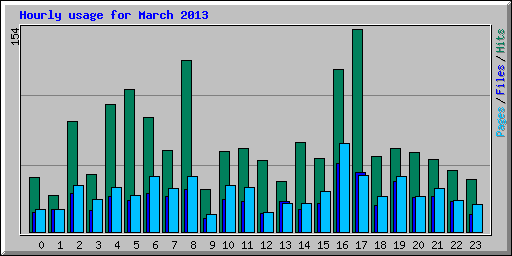 Hourly usage for March 2013
154
Pages/Files/Hits
0 1 2 3 4 5 6 7 8 9 10 11 12 13 14 15 16 17 18 19 20 21 22 23